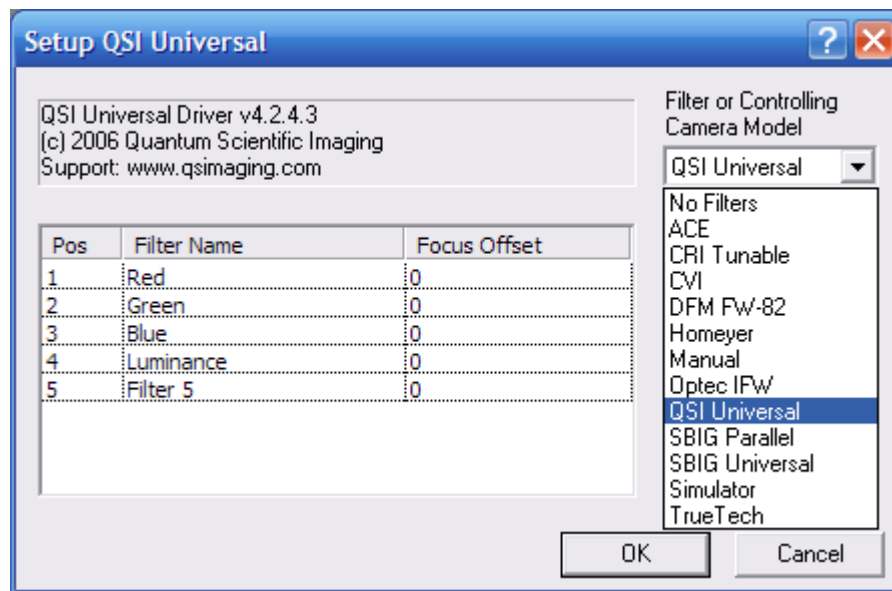 Setup QSI Universal
QSI Universal Driver v4.2.4.3
(c) 2006 Quantum Scientific Imaging
Support: www.qsimaging.com
Filter or Controlling
Camera Model
QSI Universal
No Filters
ACE
CRI Tunable
CVI
DFM FW-82
Homeyer
Manual
Optec IFW
QSI Universal
SBIG Parallel
SBIG Universal
Simulator
TrueTech
Pos Filter Name Focus Offset
1 Red 0
2 Green 0
3 Blue 0
4 Luminance 0
5 Filter 5 0
OK Cancel